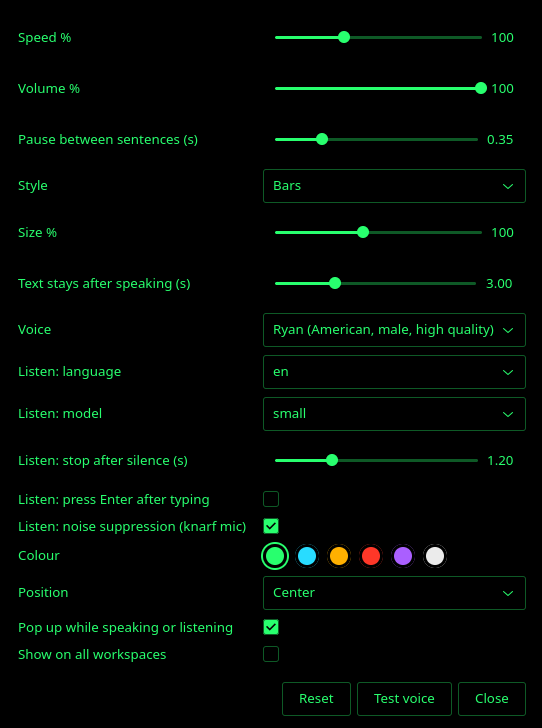 Speed % 100
Volume % 100
Pause between sentences (s) 0.35
Style Bars
Size % 100
Text stays after speaking (s) 3.00
Voice Ryan (American, male, high quality)
Listen: language en
Listen: model small
Listen: stop after silence (s) 1.20
Listen: press Enter after typing
Listen: noise suppression (knarf mic)
Colour
Position Center
Pop up while speaking or listening
Show on all workspaces
Reset Test voice Close